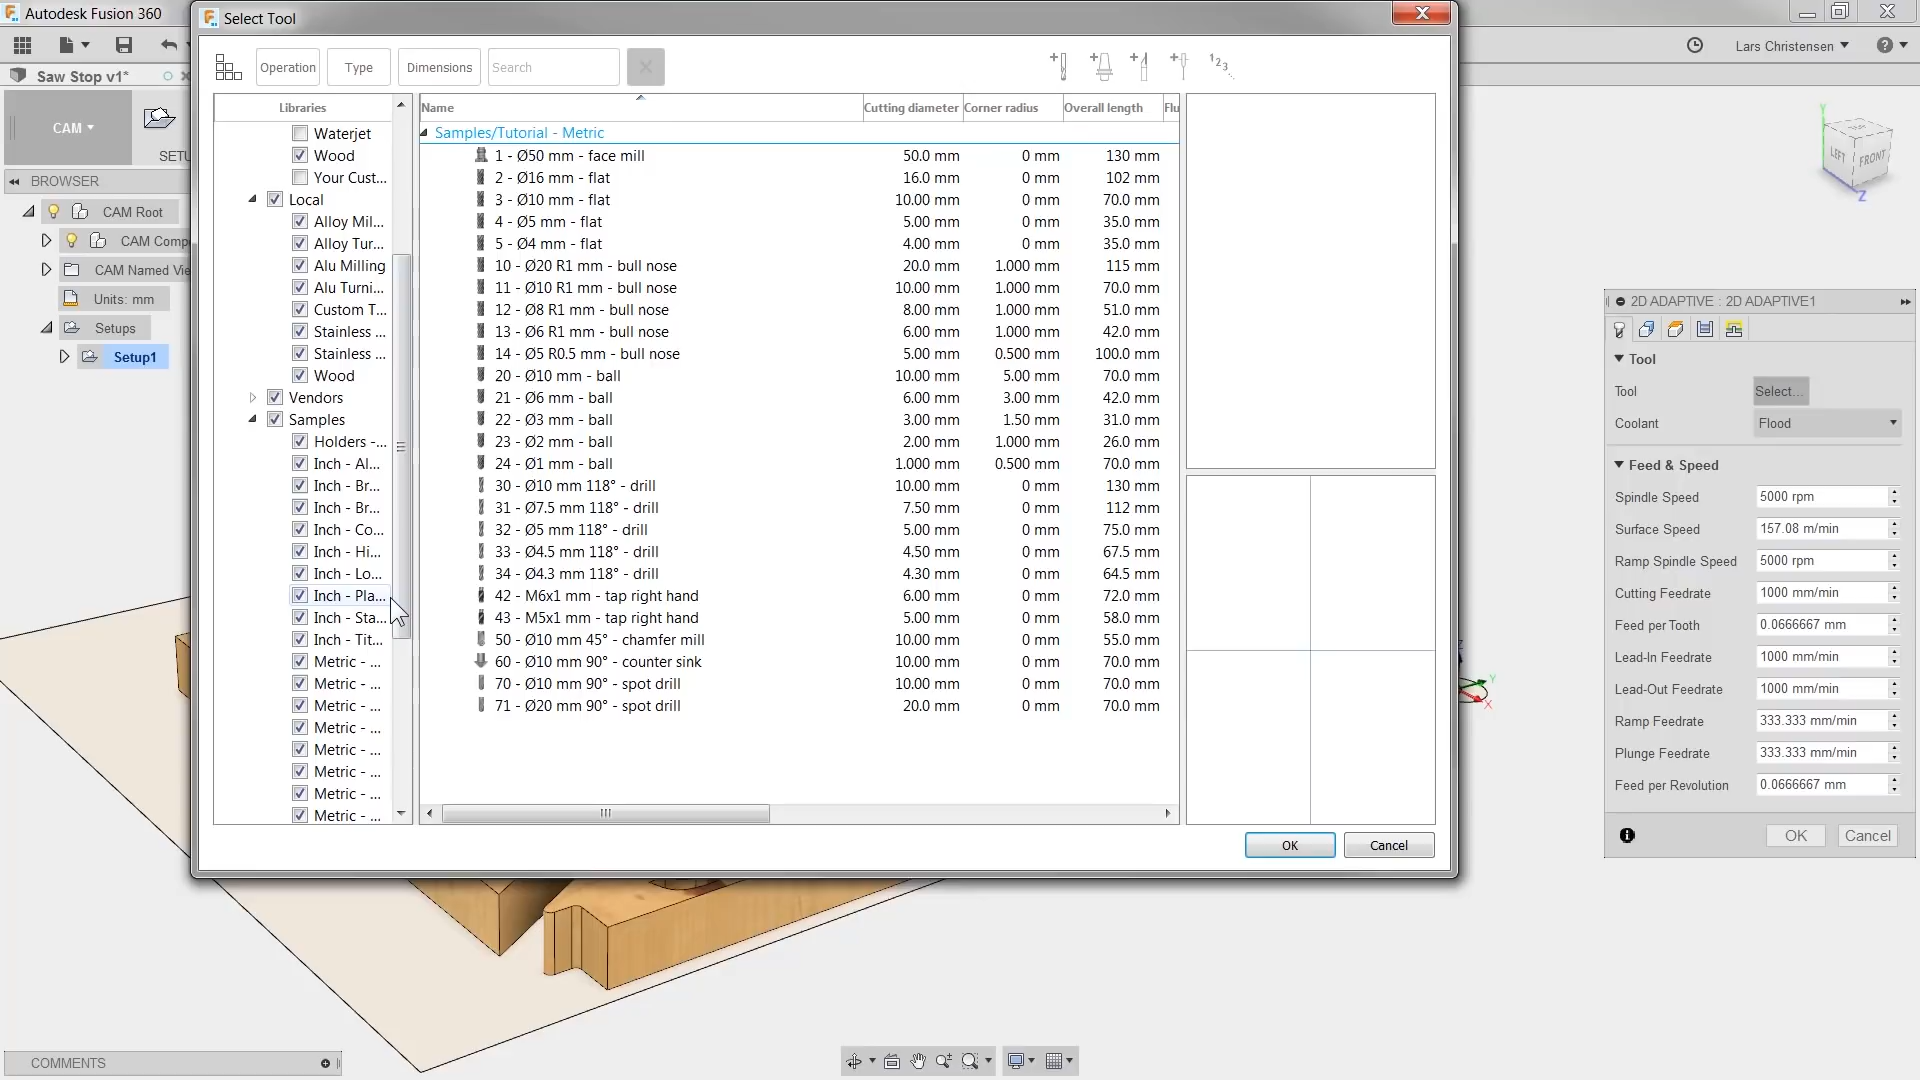 Autodesk Fusion 360
Select Tool
Lars Christensen
Saw Stop v1*
CAM
SETU
BROWSER
CAM Root
CAM Comp
CAM Named Vie
Units: mm
Setups
Setup1
Operation
Type
Dimensions
Search
123
Libraries
Waterjet
Wood
Your Cust...
Local
Alloy Mil...
Alloy Tur...
Alu Milling
Alu Turni...
Custom T...
Stainless ...
Stainless ...
Wood
Vendors
Samples
Holders -...
Inch - Al...
Inch - Br...
Inch - Br...
Inch - Co...
Inch - Hi...
Inch - Lo...
Inch - Pla...
Inch - Sta...
Inch - Tit...
Metric - ...
Metric - ...
Metric - ...
Metric - ...
Metric - ...
Metric - ...
Metric - ...
Metric - ...
Name Cutting diameter Corner radius Overall length Flu
Samples/Tutorial - Metric
1 - Ø50 mm - face mill 50.0 mm 0 mm 130 mm
2 - Ø16 mm - flat 16.0 mm 0 mm 102 mm
3 - Ø10 mm - flat 10.00 mm 0 mm 70.0 mm
4 - Ø5 mm - flat 5.00 mm 0 mm 35.0 mm
5 - Ø4 mm - flat 4.00 mm 0 mm 35.0 mm
10 - Ø20 R1 mm - bull nose 20.0 mm 1.000 mm 115 mm
11 - Ø10 R1 mm - bull nose 10.00 mm 1.000 mm 70.0 mm
12 - Ø8 R1 mm - bull nose 8.00 mm 1.000 mm 51.0 mm
13 - Ø6 R1 mm - bull nose 6.00 mm 1.000 mm 42.0 mm
14 - Ø5 R0.5 mm - bull nose 5.00 mm 0.500 mm 100.0 mm
20 - Ø10 mm - ball 10.00 mm 5.00 mm 70.0 mm
21 - Ø6 mm - ball 6.00 mm 3.00 mm 42.0 mm
22 - Ø3 mm - ball 3.00 mm 1.50 mm 31.0 mm
23 - Ø2 mm - ball 2.00 mm 1.000 mm 26.0 mm
24 - Ø1 mm - ball 1.000 mm 0.500 mm 70.0 mm
30 - Ø10 mm 118° - drill 10.00 mm 0 mm 130 mm
31 - Ø7.5 mm 118° - drill 7.50 mm 0 mm 112 mm
32 - Ø5 mm 118° - drill 5.00 mm 0 mm 75.0 mm
33 - Ø4.5 mm 118° - drill 4.50 mm 0 mm 67.5 mm
34 - Ø4.3 mm 118° - drill 4.30 mm 0 mm 64.5 mm
42 - M6x1 mm - tap right hand 6.00 mm 0 mm 72.0 mm
43 - M5x1 mm - tap right hand 5.00 mm 0 mm 58.0 mm
50 - Ø10 mm 45° - chamfer mill 10.00 mm 0 mm 55.0 mm
60 - Ø10 mm 90° - counter sink 10.00 mm 0 mm 70.0 mm
70 - Ø10 mm 90° - spot drill 10.00 mm 0 mm 70.0 mm
71 - Ø20 mm 90° - spot drill 20.0 mm 0 mm 70.0 mm
OK Cancel
Y
LEFT FRONT
Z
Y
X
2D ADAPTIVE : 2D ADAPTIVE1
Tool
Tool Select...
Coolant Flood
Feed & Speed
Spindle Speed 5000 rpm
Surface Speed 157.08 m/min
Ramp Spindle Speed 5000 rpm
Cutting Feedrate 1000 mm/min
Feed per Tooth 0.0666667 mm
Lead-In Feedrate 1000 mm/min
Lead-Out Feedrate 1000 mm/min
Ramp Feedrate 333.333 mm/min
Plunge Feedrate 333.333 mm/min
Feed per Revolution 0.0666667 mm
OK Cancel
COMMENTS